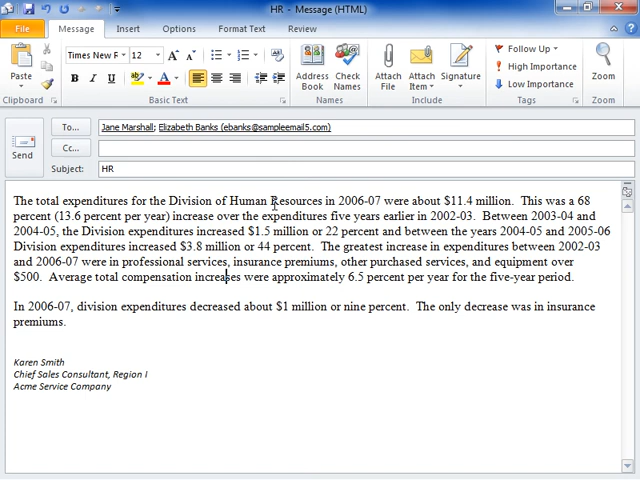 HR - Message (HTML)
File Message Insert Options Format Text Review
Times New F 12
Paste
B I U A
Address Book
Check Names
Attach File
Attach Item
Signature
Follow Up
High Importance
Low Importance
Zoom
Clipboard Basic Text Names Include Tags Zoom
Send
To... Jane Marshall; Elizabeth Banks (ebanks@sampleemail5.com)
Cc...
Subject: HR
The total expenditures for the Division of Human Resources in 2006-07 were about $11.4 million. This was a 68
percent (13.6 percent per year) increase over the expenditures five years earlier in 2002-03. Between 2003-04 and
2004-05, the Division expenditures increased $1.5 million or 22 percent and between the years 2004-05 and 2005-06
Division expenditures increased $3.8 million or 44 percent. The greatest increase in expenditures between 2002-03
and 2006-07 were in professional services, insurance premiums, other purchased services, and equipment over
$500. Average total compensation increases were approximately 6.5 percent per year for the five-year period.
In 2006-07, division expenditures decreased about $1 million or nine percent. The only decrease was in insurance
premiums.
Karen Smith
Chief Sales Consultant, Region I
Acme Service Company